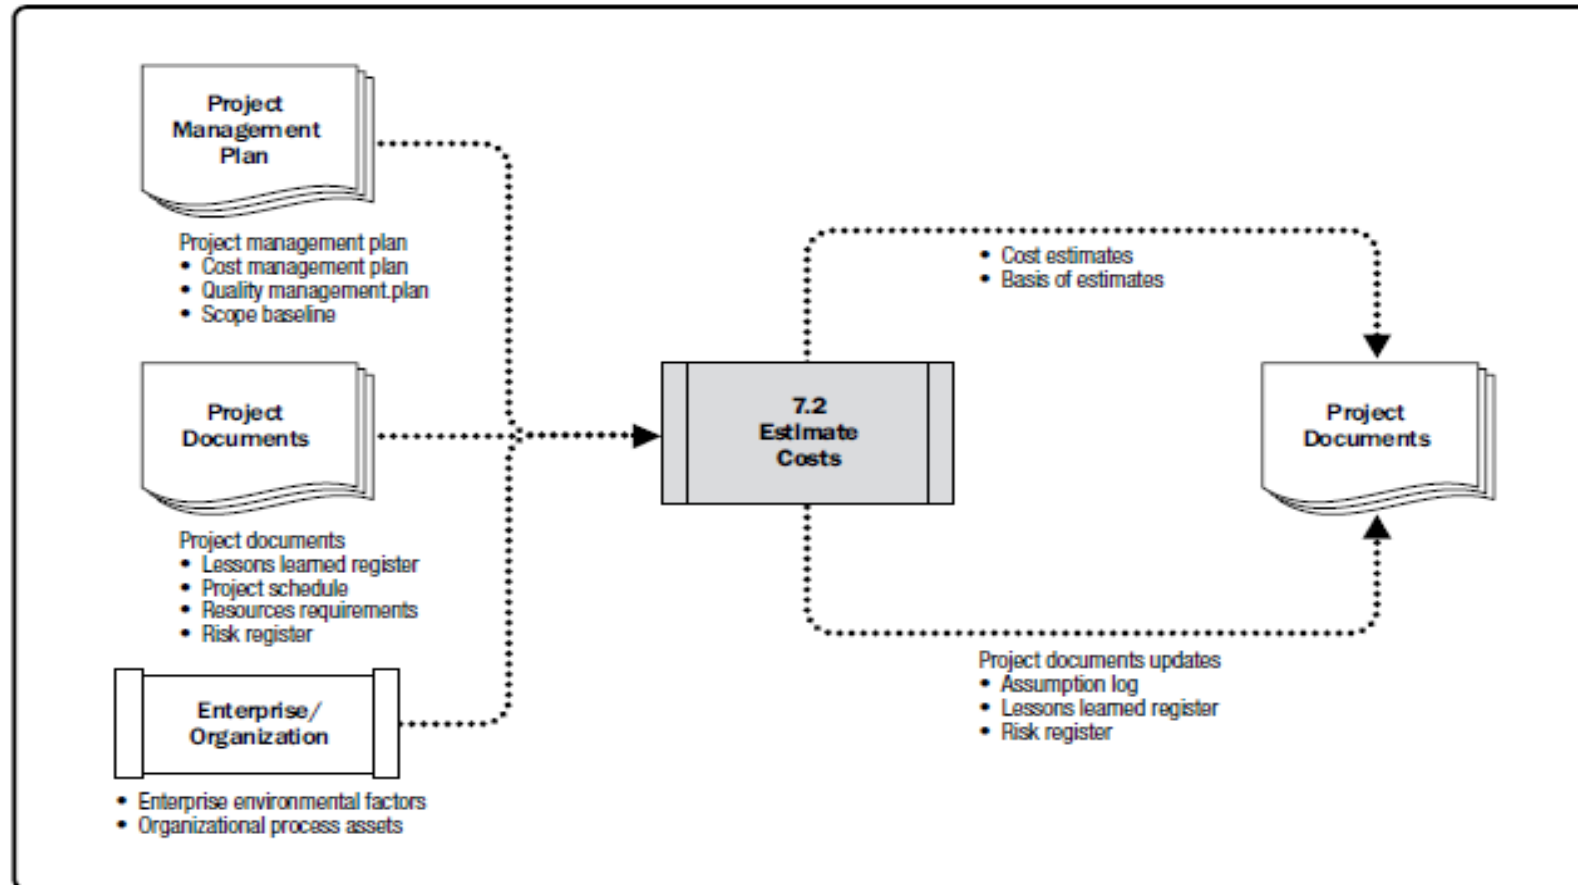 Project
Management
Plan
Project management plan
• Cost management plan
• Quality management.plan
• Scope baseline
Project
Documents
Project documents
• Lessons learned register
• Project schedule
• Resources requirements
• Risk register
Enterprise/
Organization
• Enterprise environmental factors
• Organizational process assets
7.2
Estimate
Costs
• Cost estimates
• Basis of estimates
Project
Documents
Project documents updates
• Assumption log
• Lessons learned register
• Risk register